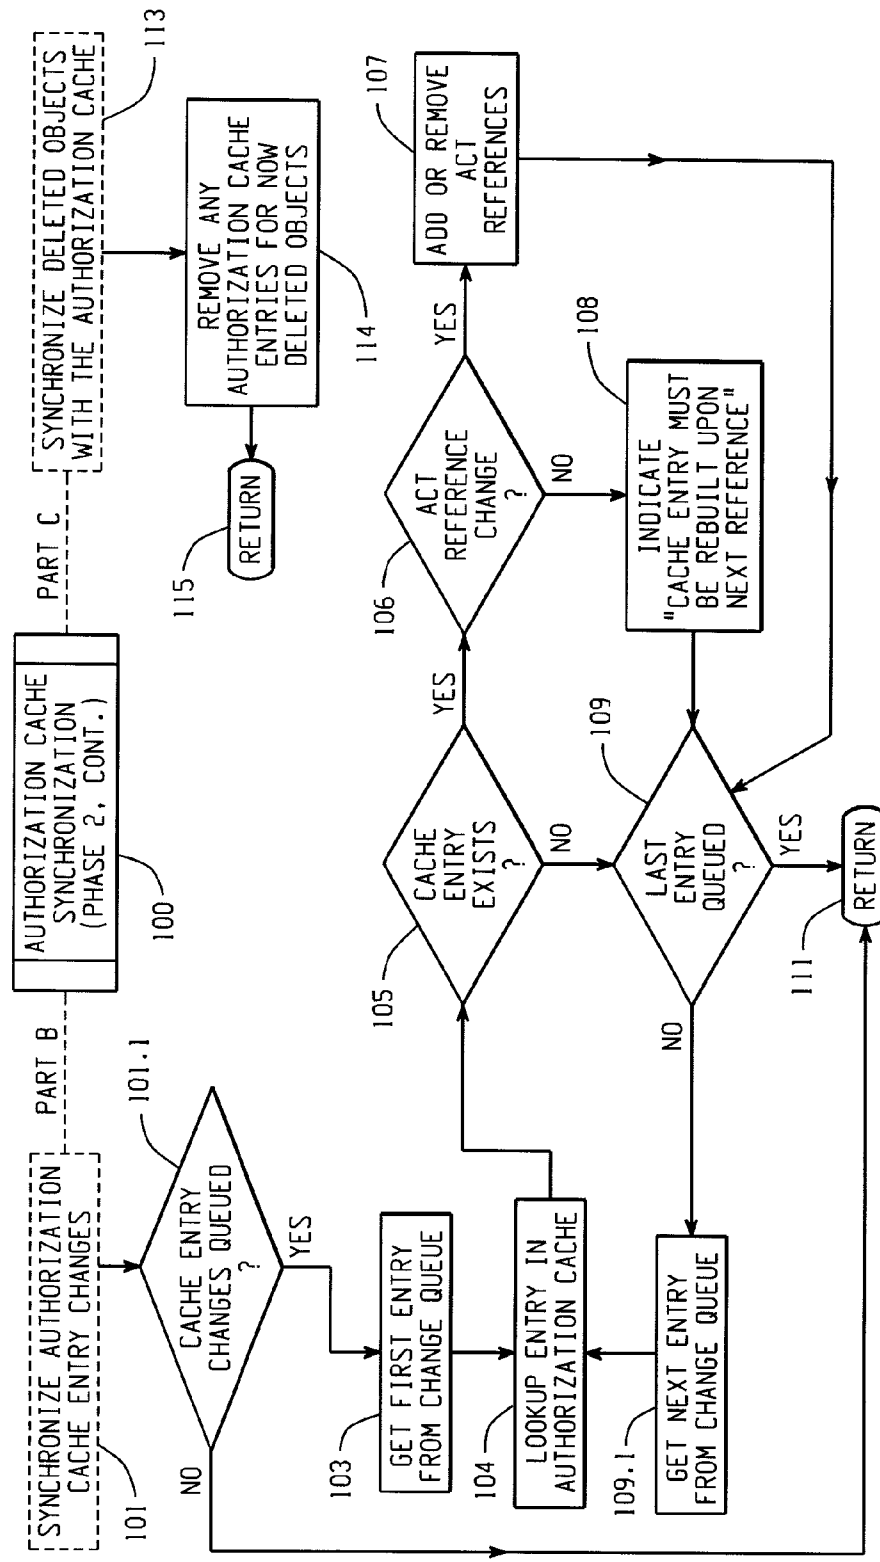 AUTHORIZATION CACHE
SYNCHRONIZATION
(PHASE 2, CONT.)
100
PART B
PART C
SYNCHRONIZE AUTHORIZATION
CACHE ENTRY CHANGES
101
CACHE ENTRY
CHANGES QUEUED
?
101.1
NO
YES
GET FIRST ENTRY
FROM CHANGE QUEUE
103
LOOKUP ENTRY IN
AUTHORIZATION CACHE
104
GET NEXT ENTRY
FROM CHANGE QUEUE
109.1
CACHE
ENTRY
EXISTS
?
105
YES
NO
ACT
REFERENCE
CHANGE
?
106
YES
NO
ADD OR REMOVE
ACT
REFERENCES
107
INDICATE
"CACHE ENTRY MUST
BE REBUILT UPON
NEXT REFERENCE"
108
LAST
ENTRY
QUEUED
?
109
NO
YES
RETURN
111
SYNCHRONIZE DELETED OBJECTS
WITH THE AUTHORIZATION CACHE
113
REMOVE ANY
AUTHORIZATION CACHE
ENTRIES FOR NOW
DELETED OBJECTS
114
RETURN
115